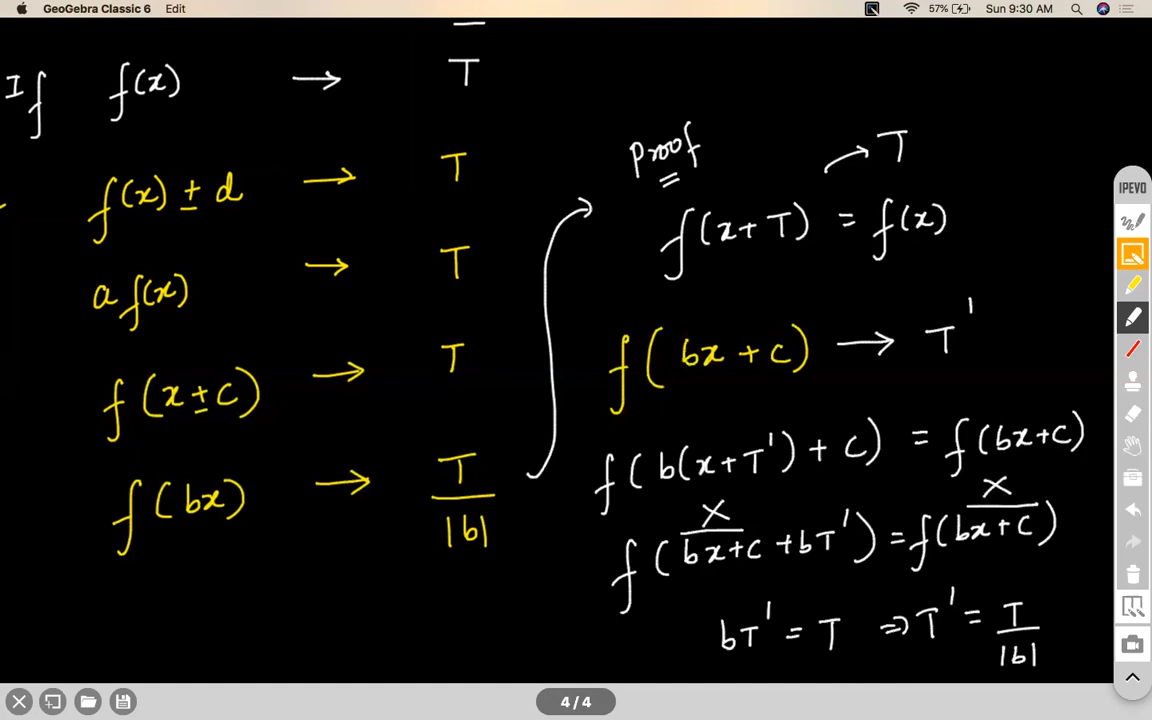 GeoGebra Classic 6 Edit 57% Sun 9:30 AM
If f(x) → T
f(x) ± d → T
a f(x) → T
f(x ± c) → T
f(bx) → T/|b|
proof
→ T
f(x+T) = f(x)
f(bx + c) → T'
f(b(x+T') + c) = f(bx+c)
X X
f(bx+c +bT') = f(bx+c)
bT' = T ⇒ T' = T/|b|
IPEVO
4/4